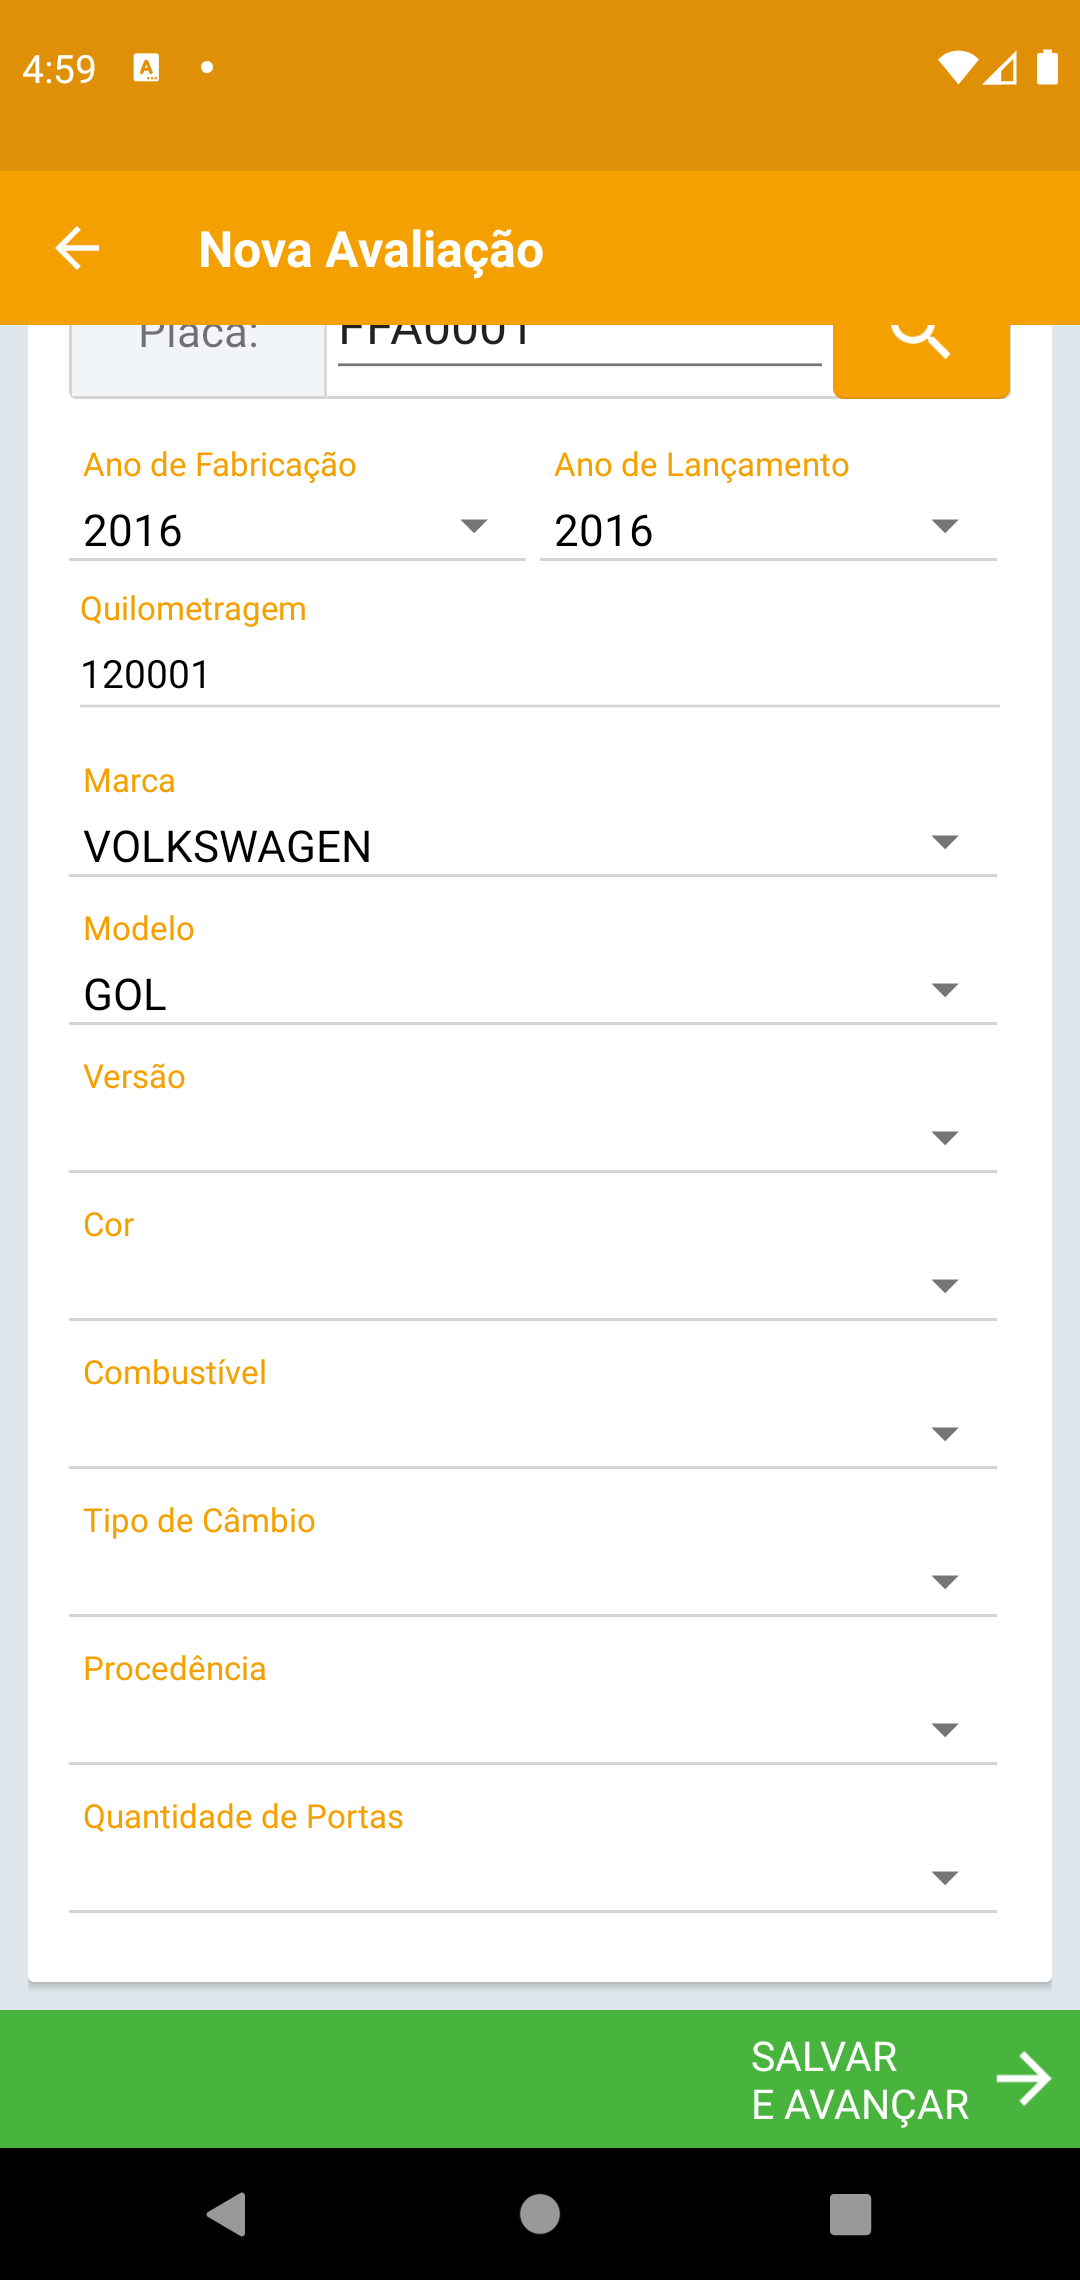 4:59
Nova Avaliação
Placa:
FFA0001
Ano de Fabricação
Ano de Lançamento
2016
2016
Quilometragem
120001
Marca
VOLKSWAGEN
Modelo
GOL
Versão
Cor
Combustível
Tipo de Câmbio
Procedência
Quantidade de Portas
SALVAR
E AVANÇAR